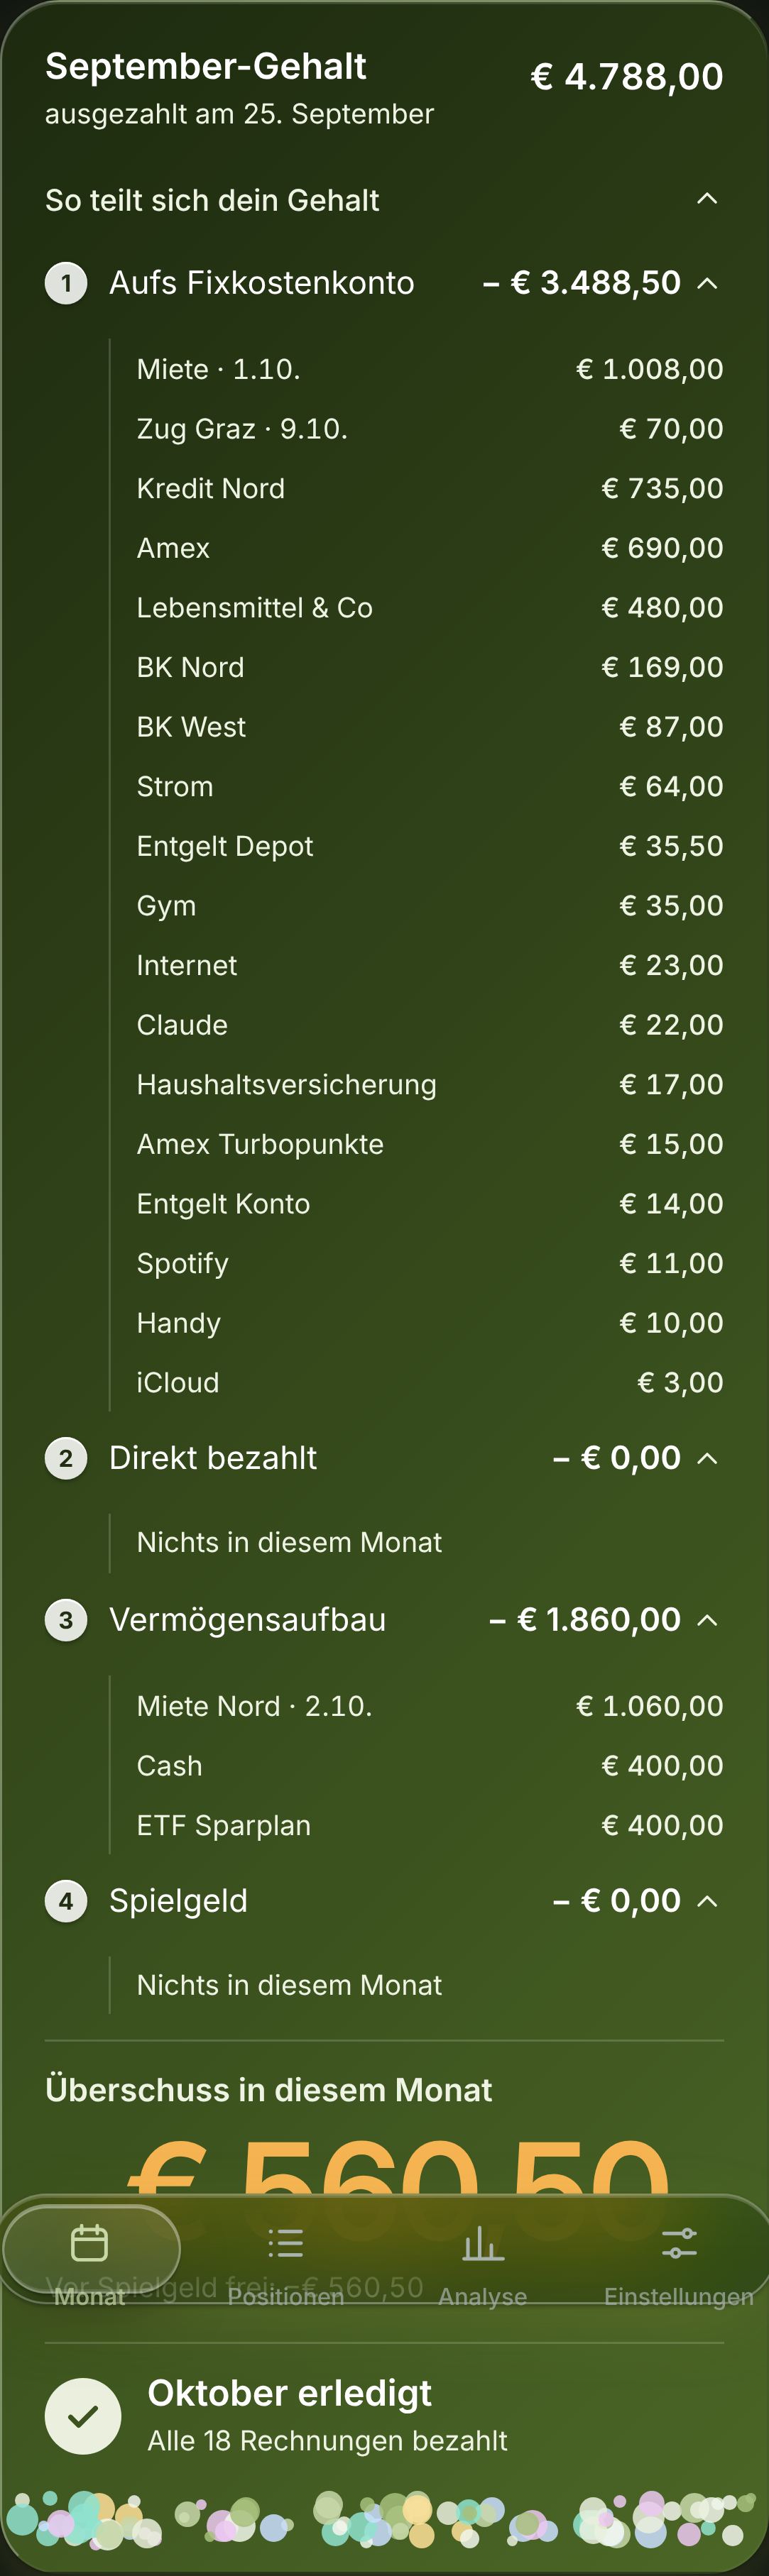 September-Gehalt
€ 4.788,00
ausgezahlt am 25. September
So teilt sich dein Gehalt
1 Aufs Fixkostenkonto – € 3.488,50
Miete · 1.10. € 1.008,00
Zug Graz · 9.10. € 70,00
Kredit Nord € 735,00
Amex € 690,00
Lebensmittel & Co € 480,00
BK Nord € 169,00
BK West € 87,00
Strom € 64,00
Entgelt Depot € 35,50
Gym € 35,00
Internet € 23,00
Claude € 22,00
Haushaltsversicherung € 17,00
Amex Turbopunkte € 15,00
Entgelt Konto € 14,00
Spotify € 11,00
Handy € 10,00
iCloud € 3,00
2 Direkt bezahlt – € 0,00
Nichts in diesem Monat
3 Vermögensaufbau – € 1.860,00
Miete Nord · 2.10. € 1.060,00
Cash € 400,00
ETF Sparplan € 400,00
4 Spielgeld – € 0,00
Nichts in diesem Monat
Überschuss in diesem Monat
€ 560,50
Vor Spielgeld frei: −€ 560,50
Monat Positionen Analyse Einstellungen
Oktober erledigt
Alle 18 Rechnungen bezahlt